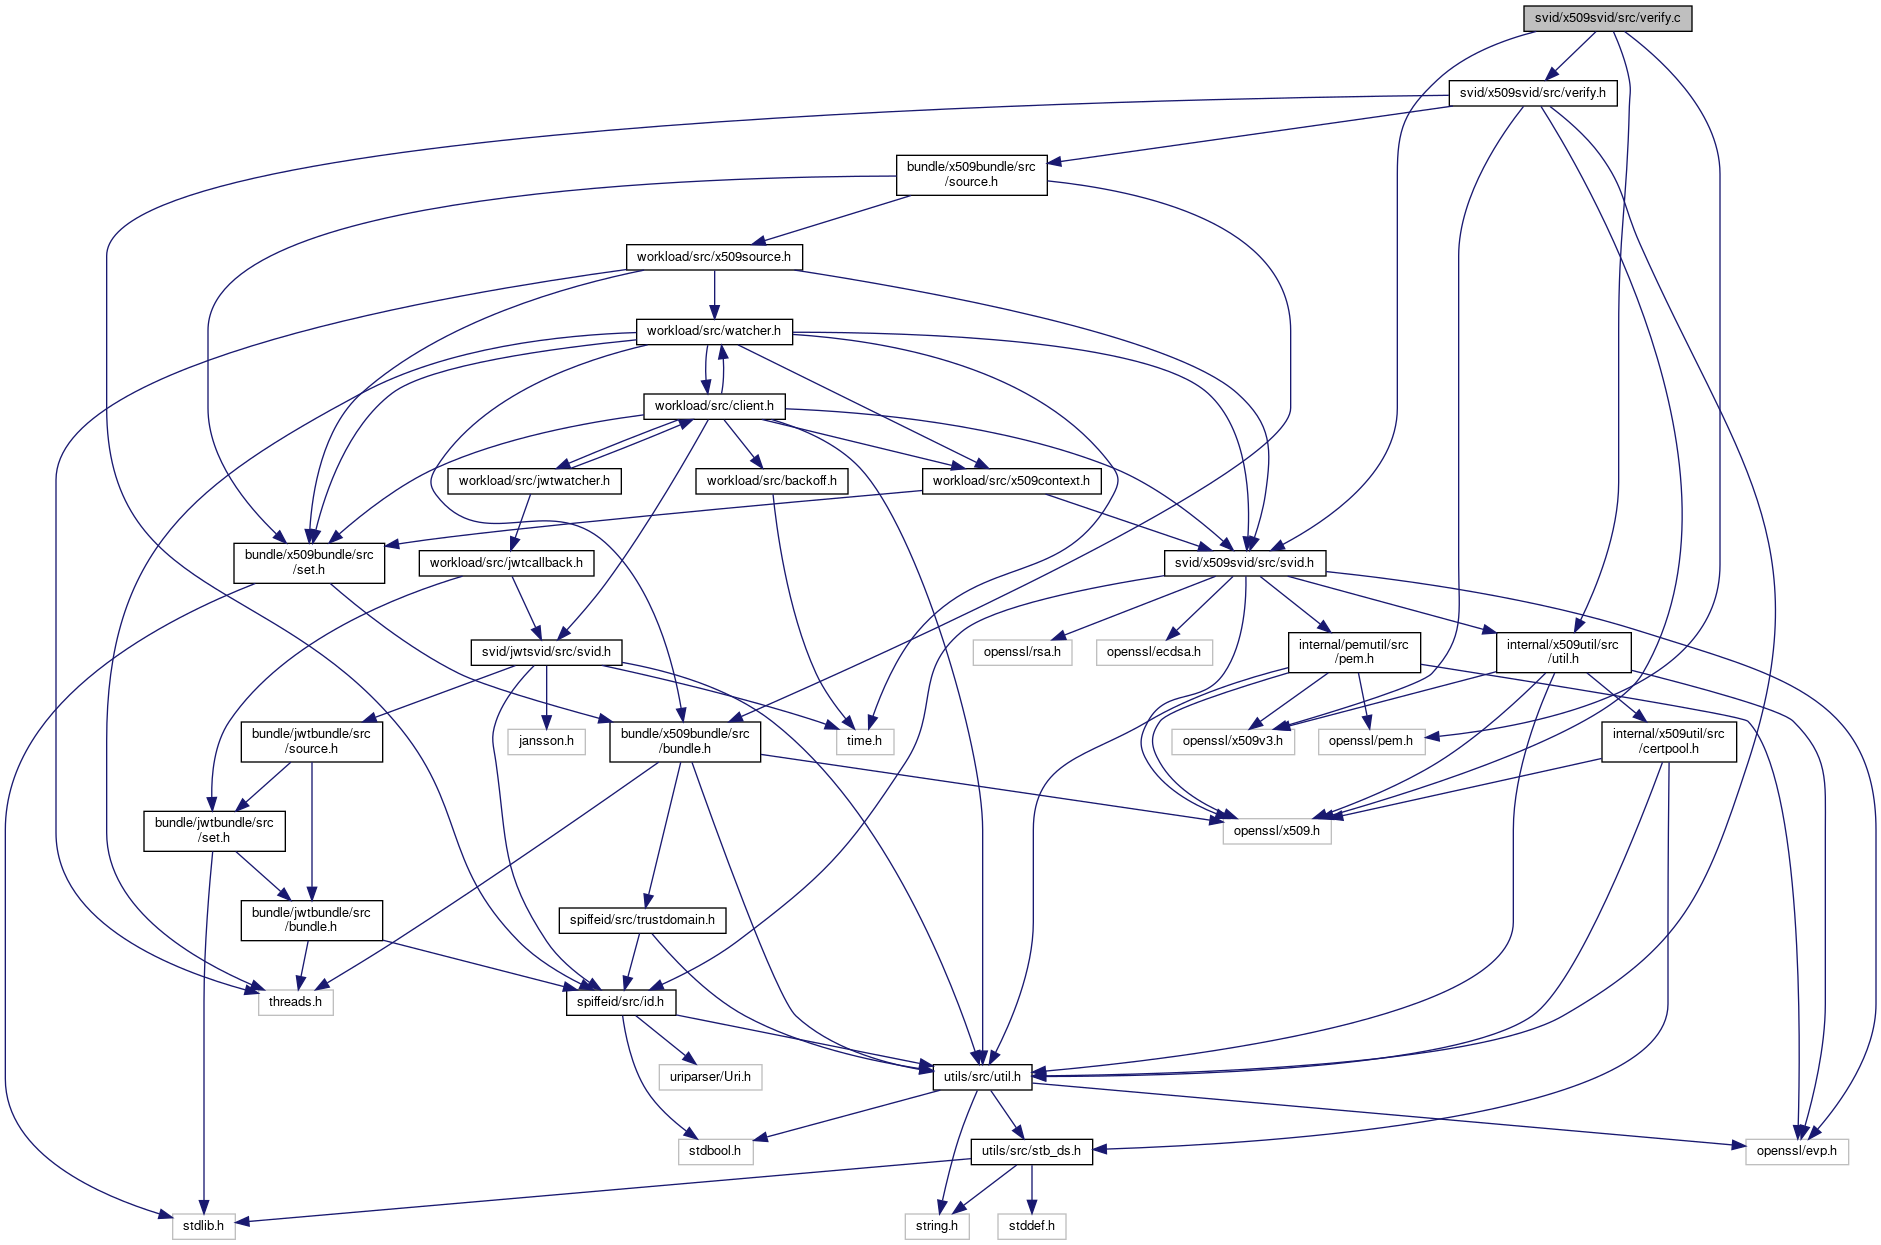 svid/x509svid/src/verify.c
svid/x509svid/src/verify.h
bundle/x509bundle/src
/source.h
workload/src/x509source.h
workload/src/watcher.h
workload/src/client.h
workload/src/jwtwatcher.h
workload/src/backoff.h
workload/src/x509context.h
bundle/x509bundle/src
/set.h
workload/src/jwtcallback.h
svid/x509svid/src/svid.h
svid/jwtsvid/src/svid.h
openssl/rsa.h
openssl/ecdsa.h
internal/pemutil/src
/pem.h
internal/x509util/src
/util.h
bundle/jwtbundle/src
/source.h
jansson.h
bundle/x509bundle/src
/bundle.h
time.h
openssl/x509v3.h
openssl/pem.h
internal/x509util/src
/certpool.h
bundle/jwtbundle/src
/set.h
openssl/x509.h
bundle/jwtbundle/src
/bundle.h
spiffeid/src/trustdomain.h
threads.h
spiffeid/src/id.h
uriparser/Uri.h
utils/src/util.h
stdbool.h
utils/src/stb_ds.h
openssl/evp.h
stdlib.h
string.h
stddef.h